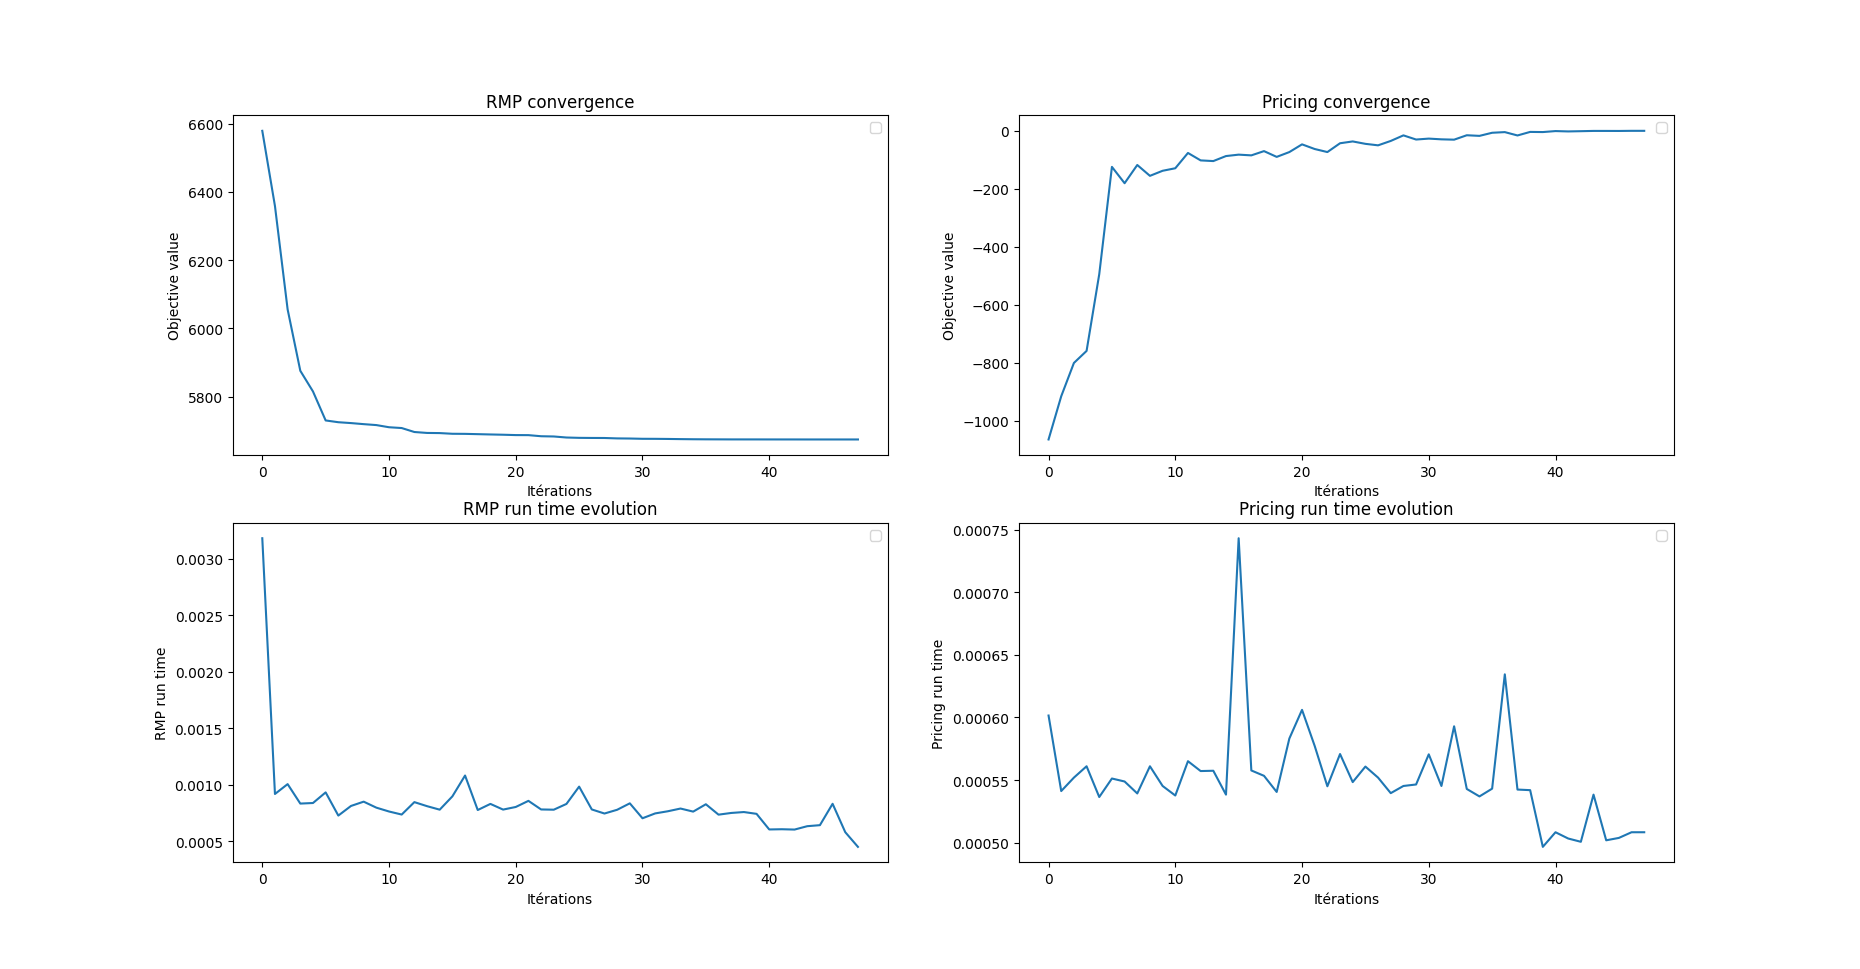 RMP convergence
Objective value
6600
6400
6200
6000
5800
0 10 20 30 40
Itérations
Pricing convergence
Objective value
0
−200
−400
−600
−800
−1000
0 10 20 30 40
Itérations
RMP run time evolution
RMP run time
0.0030
0.0025
0.0020
0.0015
0.0010
0.0005
0 10 20 30 40
Itérations
Pricing run time evolution
Pricing run time
0.00075
0.00070
0.00065
0.00060
0.00055
0.00050
0 10 20 30 40
Itérations